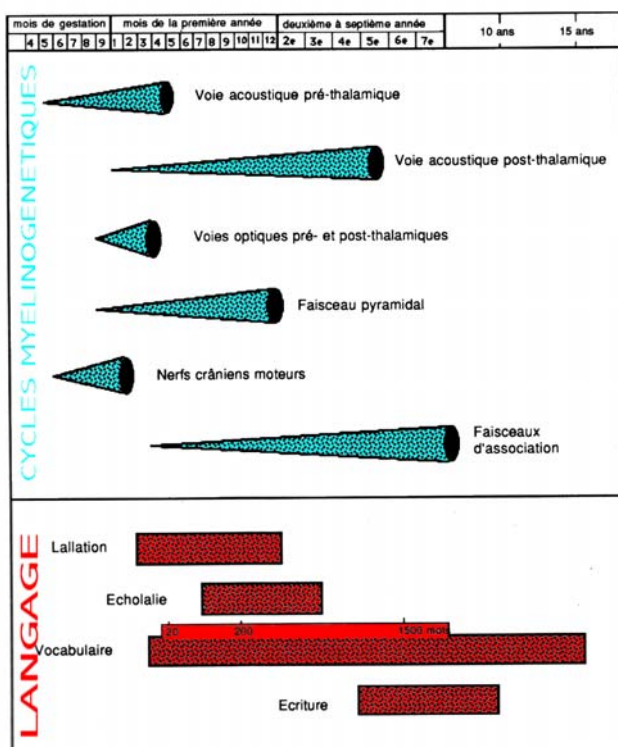 mois de gestation mois de la première année deuxième à septième année
4 5 6 7 8 9 1 2 3 4 5 6 7 8 9 10 11 12 2e 3e 4e 5e 6e 7e 10 ans 15 ans
CYCLES MYELINOGENETIQUES
Voie acoustique pré-thalamique
Voie acoustique post-thalamique
Voies optiques pré- et post-thalamiques
Faisceau pyramidal
Nerfs crâniens moteurs
Faisceaux
d'association
LANGAGE
Lallation
Echolalie
20 200 1500 mots
Vocabulaire
Ecriture